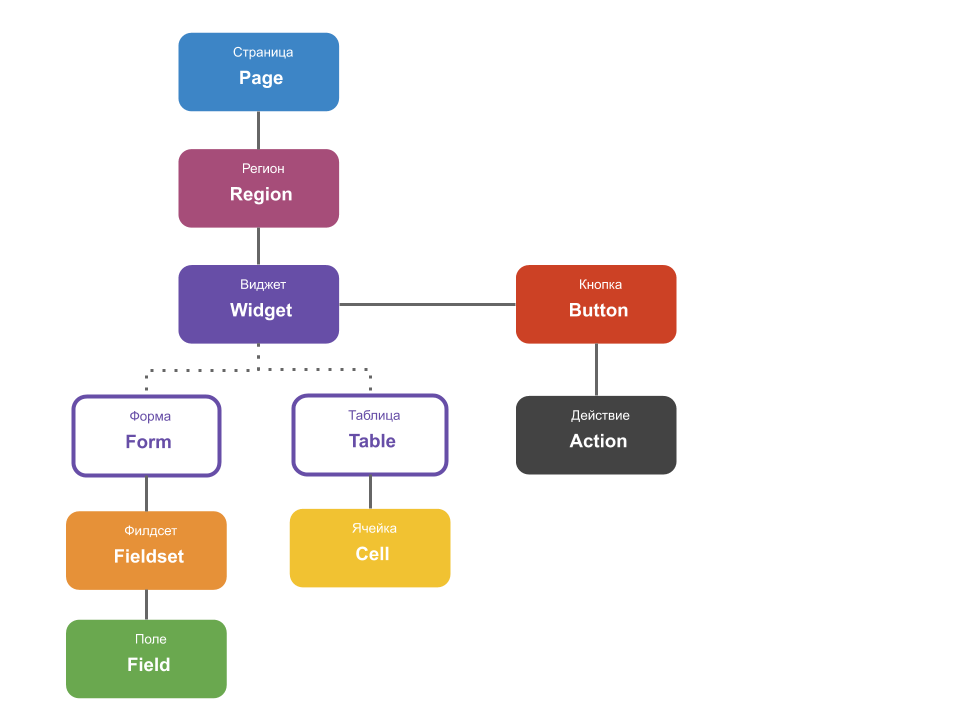 Страница
Page
Регион
Region
Виджет
Widget
Кнопка
Button
Форма
Form
Таблица
Table
Действие
Action
Филдсет
Fieldset
Ячейка
Cell
Поле
Field